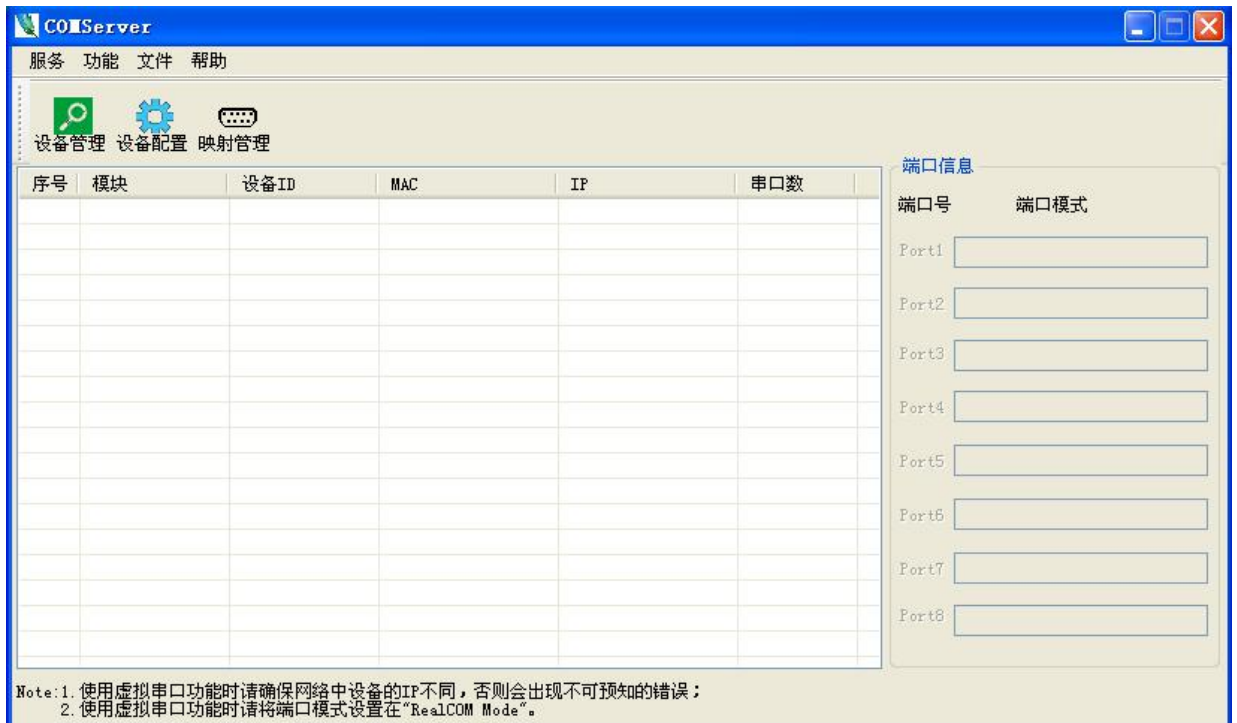 COMServer
服务 功能 文件 帮助
设备管理 设备配置 映射管理
序号 模块 设备ID MAC IP 串口数
端口信息
端口号 端口模式
Port1
Port2
Port3
Port4
Port5
Port6
Port7
Port8
Note:1.使用虚拟串口功能时请确保网络中设备的IP不同，否则会出现不可预知的错误；
2.使用虚拟串口功能时请将端口模式设置在“RealCOM Mode”。